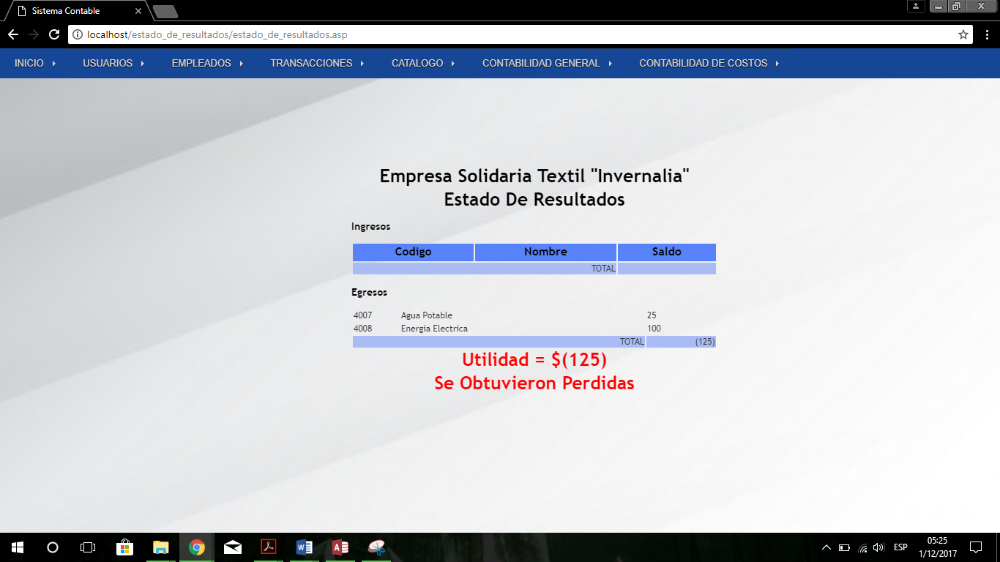 Sistema Contable
localhost/estado_de_resultados/estado_de_resultados.asp
INICIO USUARIOS EMPLEADOS TRANSACCIONES CATALOGO CONTABILIDAD GENERAL CONTABILIDAD DE COSTOS
Empresa Solidaria Textil "Invernalia"
Estado De Resultados
Ingresos
Codigo Nombre Saldo
TOTAL
Egresos
4007 Agua Potable 25
4008 Energia Electrica 100
TOTAL (125)
Utilidad = $(125)
Se Obtuvieron Perdidas
05:25
ESP
1/12/2017